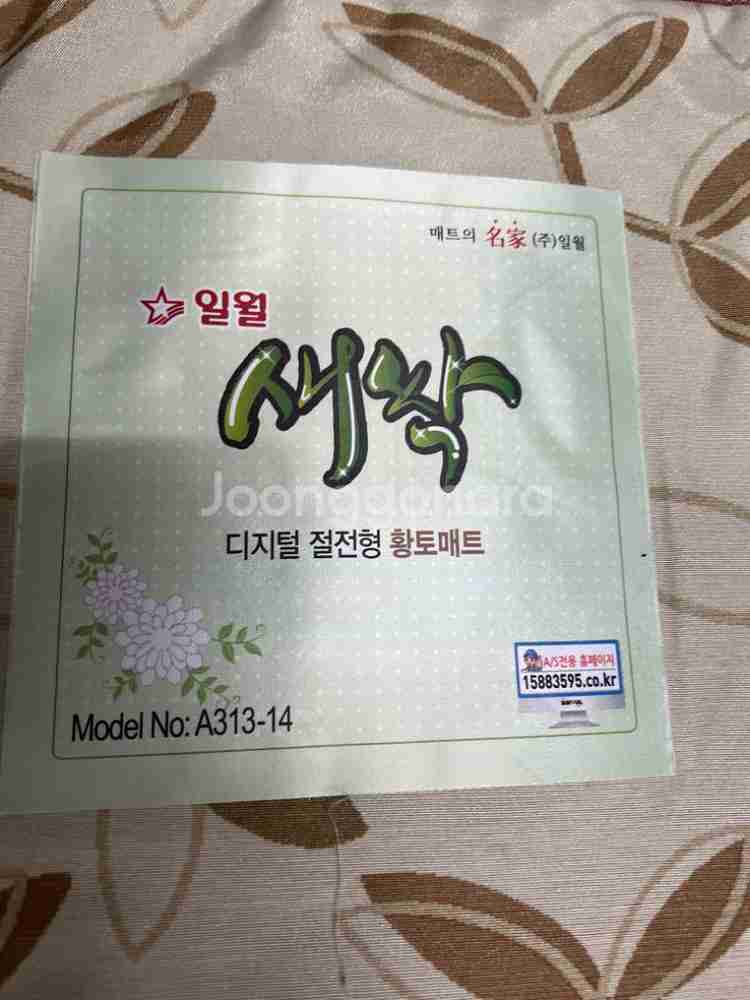 매트의 名家 (주)일월
일월
새싹
Joongdonara
디지털 절전형 황토매트
A/S전용 홈페이지
15883595.co.kr
Model No: A313-14